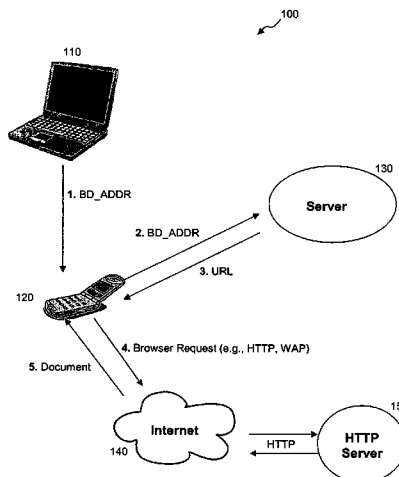 100
110
1. BD_ADDR
130
Server
2. BD_ADDR
3. URL
120
4. Browser Request (e.g., HTTP, WAP)
5. Document
Internet
140
HTTP
HTTP
Server